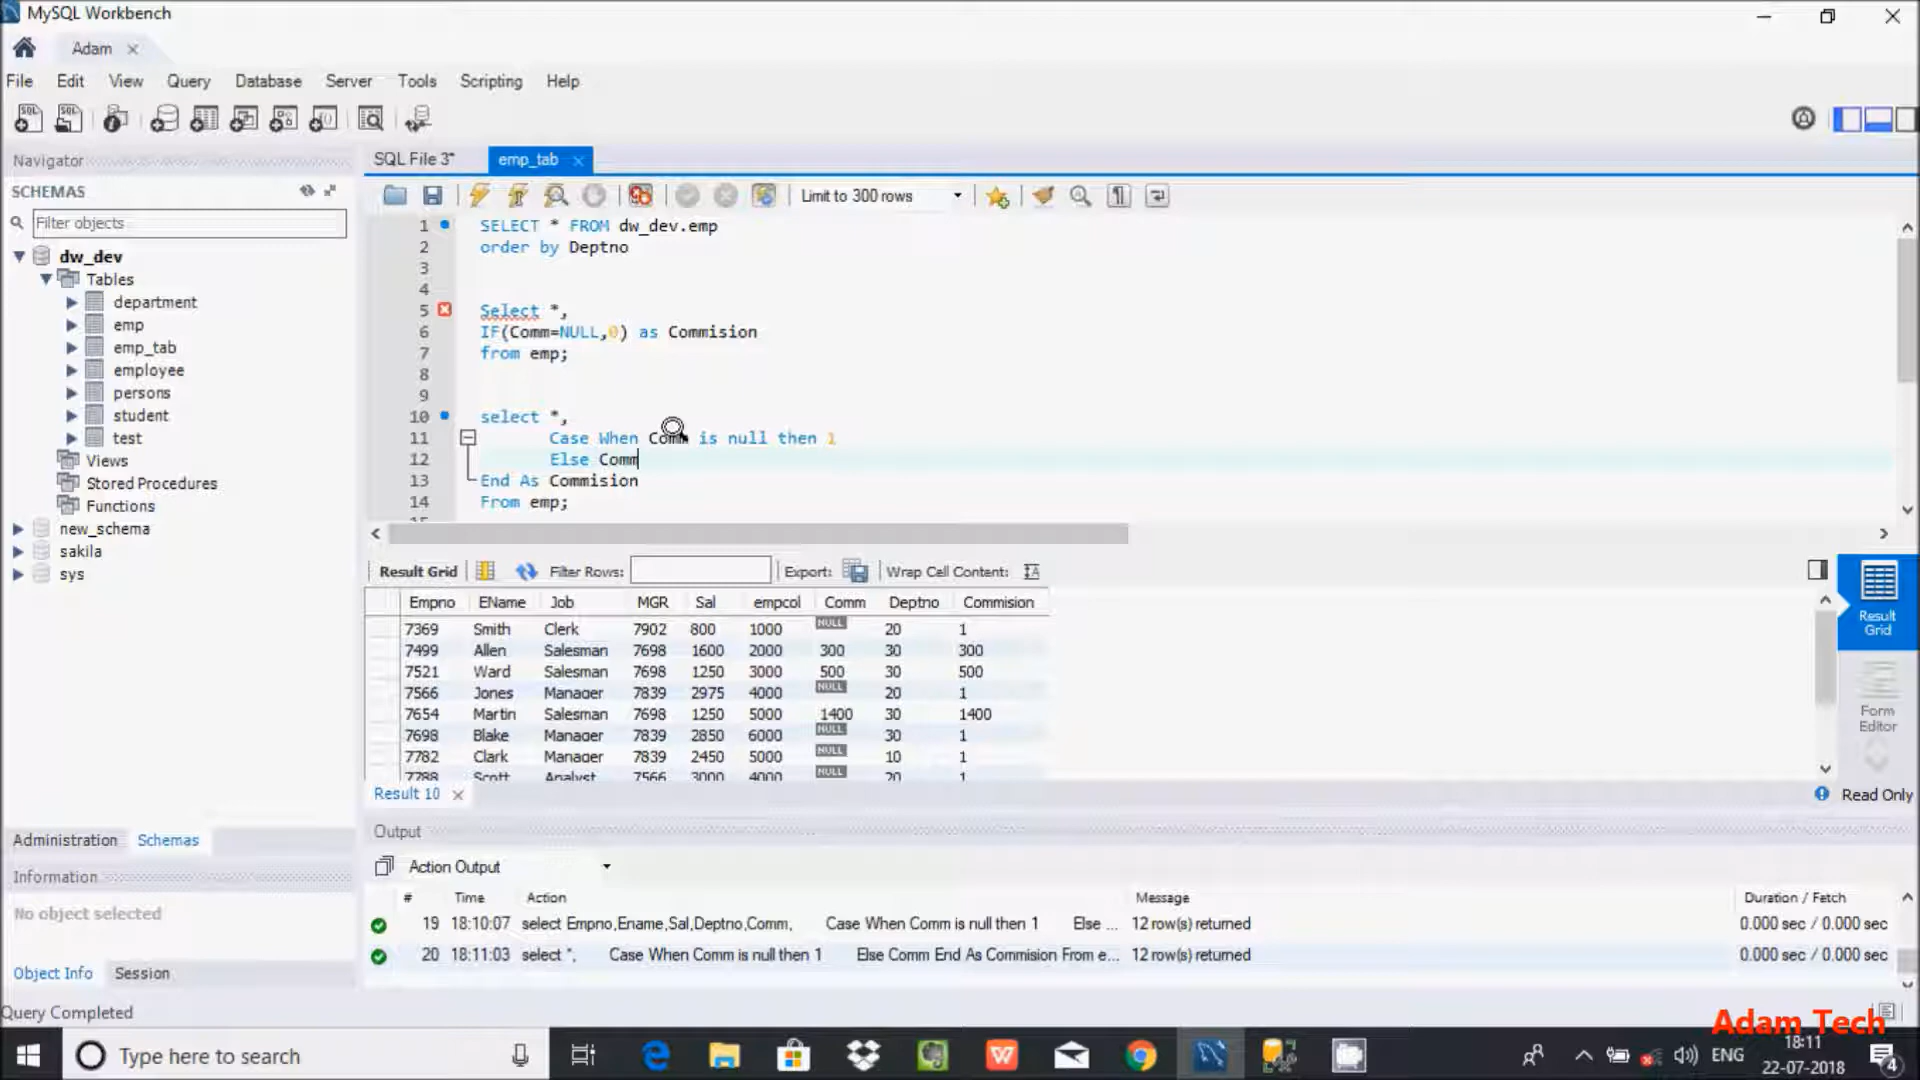 MySQL Workbench
Adam
File Edit View Query Database Server Tools Scripting Help
Navigator
SCHEMAS
Filter objects
dw_dev
Tables
department
emp
emp_tab
employee
persons
student
test
Views
Stored Procedures
Functions
new_schema
sakila
sys
Administration Schemas
Information
No object selected
Object Info Session
Query Completed
SQL File 3* emp_tab
Limit to 300 rows
1 SELECT * FROM dw_dev.emp
2 order by Deptno
3
4
5 Select *,
6 IF(Comm=NULL,0) as Commision
7 from emp;
8
9
10 select *,
11 Case When Comm is null then 1
12 Else Comm
13 End As Commision
14 From emp;
Result Grid Filter Rows: Export: Wrap Cell Content:
Empno EName Job MGR Sal empcol Comm Deptno Commision
7369 Smith Clerk 7902 800 1000 NULL 20 1
7499 Allen Salesman 7698 1600 2000 300 30 300
7521 Ward Salesman 7698 1250 3000 500 30 500
7566 Jones Manager 7839 2975 4000 NULL 20 1
7654 Martin Salesman 7698 1250 5000 1400 30 1400
7698 Blake Manager 7839 2850 6000 NULL 30 1
7782 Clark Manager 7839 2450 5000 NULL 10 1
7788 Scott Analyst 7566 3000 4000 NULL 20 1
Result Grid
Form Editor
Result 10
Read Only
Output
Action Output
# Time Action Message Duration / Fetch
19 18:10:07 select Empno,Ename,Sal,Deptno,Comm, Case When Comm is null then 1 Else ... 12 row(s) returned 0.000 sec / 0.000 sec
20 18:11:03 select *, Case When Comm is null then 1 Else Comm End As Commision From e... 12 row(s) returned 0.000 sec / 0.000 sec
Adam Tech
Type here to search
ENG
18:11
22-07-2018
4